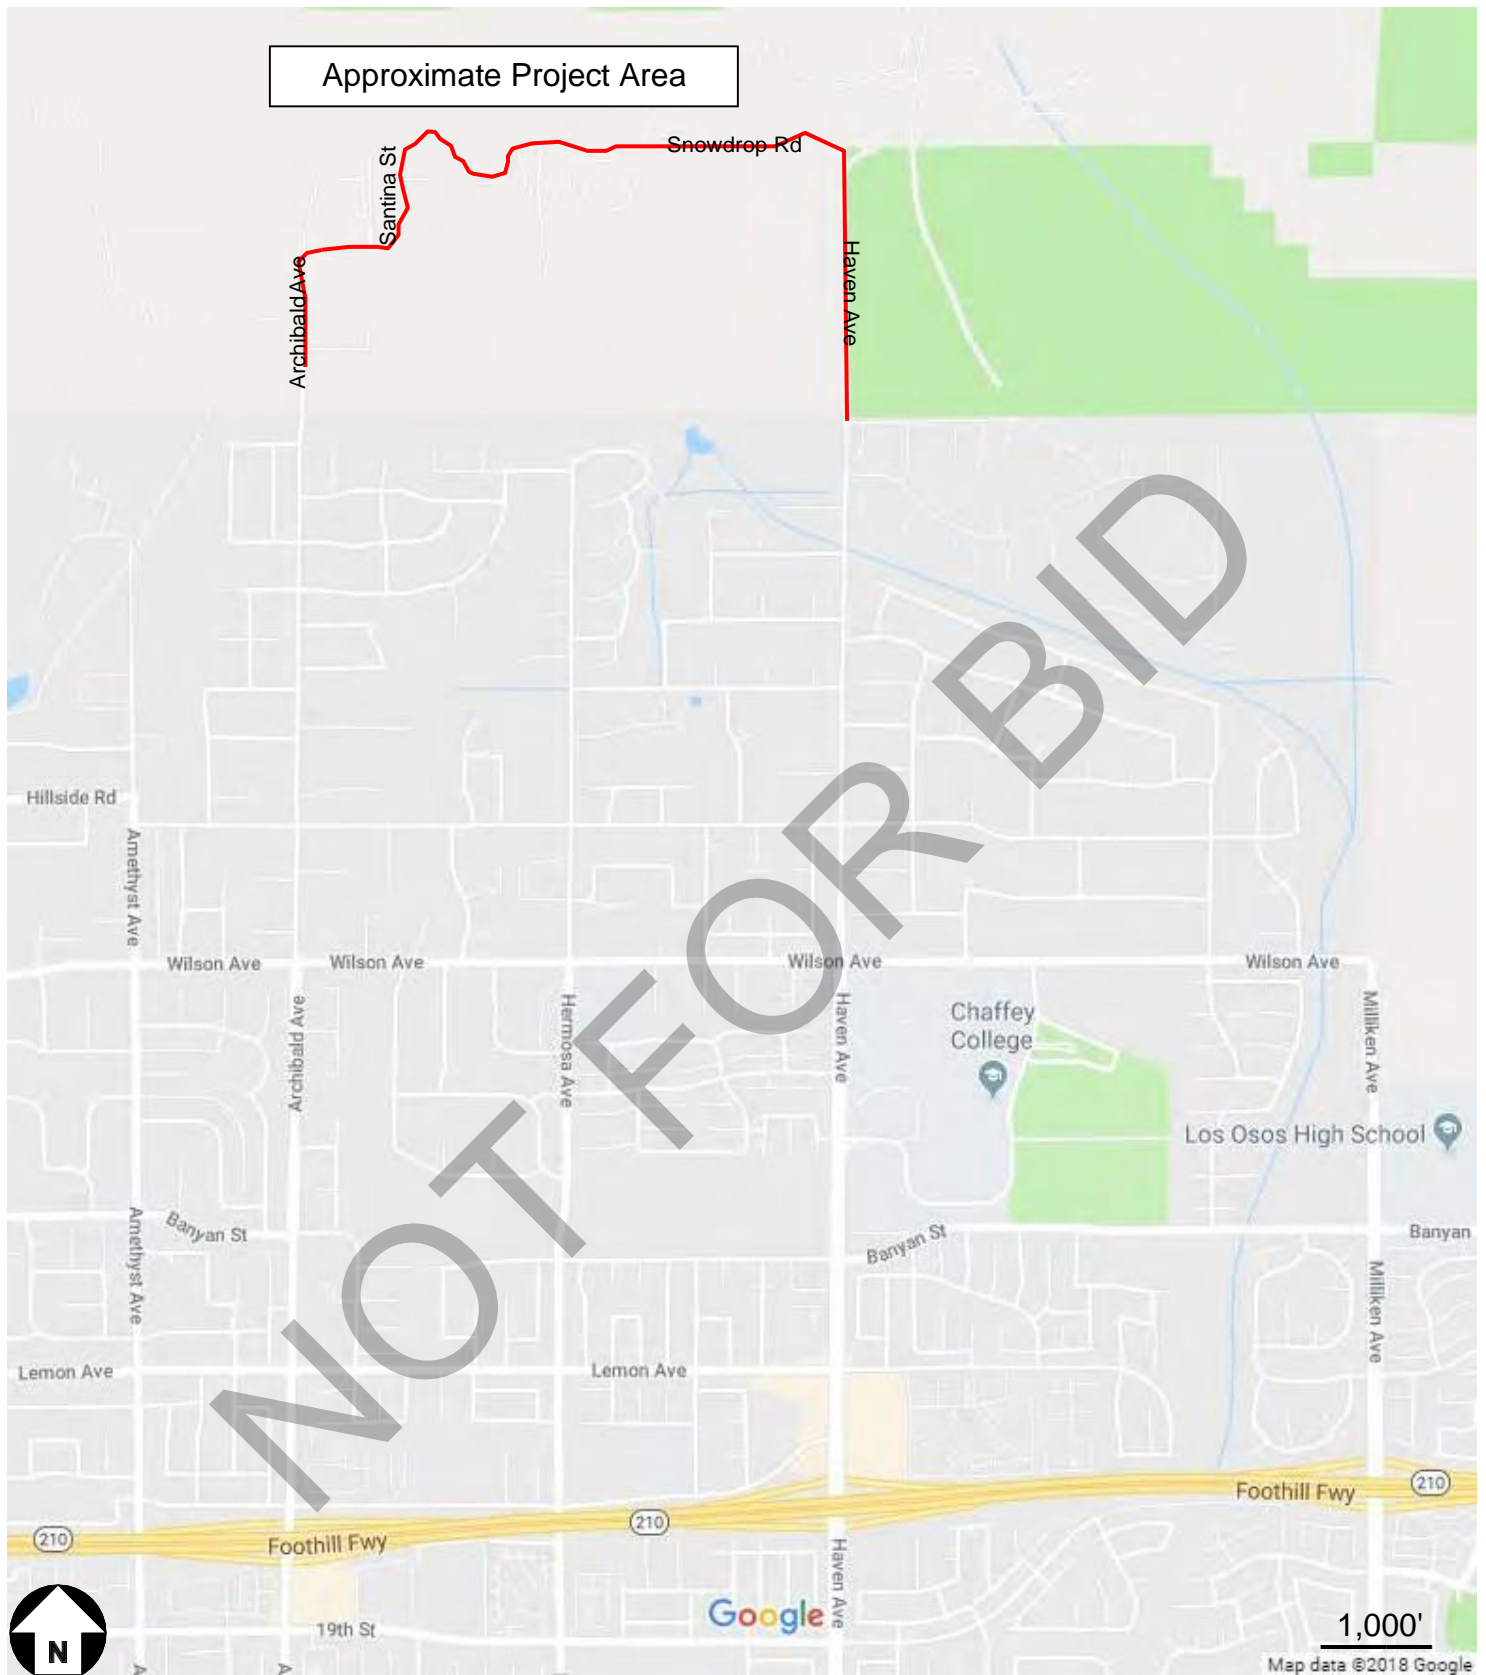 Approximate Project Area
Snowdrop Rd
Santina St
Archibald Ave
Haven Ave
NOT FOR BID
Hillside Rd
Amethyst Ave
Wilson Ave
Wilson Ave
Wilson Ave
Wilson Ave
Archibald Ave
Hermosa Ave
Haven Ave
Chaffey
College
Milliken Ave
Los Osos High School
Amethyst Ave
Banyan St
Banyan St
Banyan
Milliken Ave
Lemon Ave
Lemon Ave
Foothill Fwy
210
210
210
Foothill Fwy
Haven Ave
N
19th St
Google
1,000'
A
A
Map data ©2018 Google